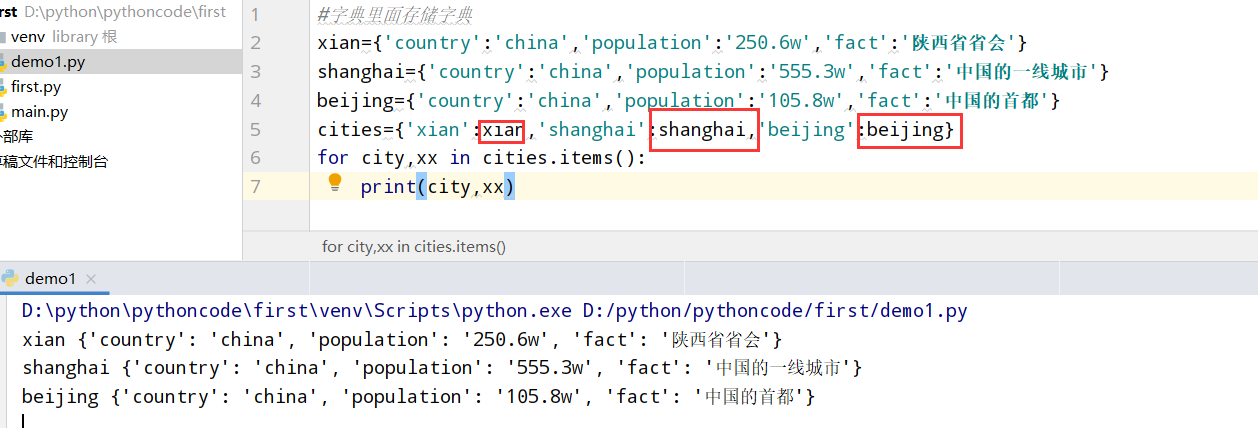 rst D:\python\pythoncode\first
venv library 根
demo1.py
first.py
main.py
外部库
草稿文件和控制台
1 #字典里面存储字典
2 xian={'country':'china','population':'250.6w','fact':'陕西省省会'}
3 shanghai={'country':'china','population':'555.3w','fact':'中国的一线城市'}
4 beijing={'country':'china','population':'105.8w','fact':'中国的首都'}
5 cities={'xian':xian,'shanghai':shanghai,'beijing':beijing}
6 for city,xx in cities.items():
7 print(city,xx)
for city,xx in cities.items()
demo1 ×
D:\python\pythoncode\first\venv\Scripts\python.exe D:/python/pythoncode/first/demo1.py
xian {'country': 'china', 'population': '250.6w', 'fact': '陕西省省会'}
shanghai {'country': 'china', 'population': '555.3w', 'fact': '中国的一线城市'}
beijing {'country': 'china', 'population': '105.8w', 'fact': '中国的首都'}